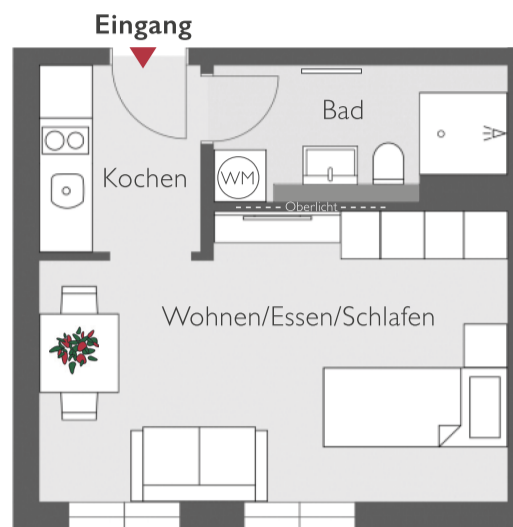 Eingang
Bad
Kochen
WM
Oberlicht
Wohnen/Essen/Schlafen